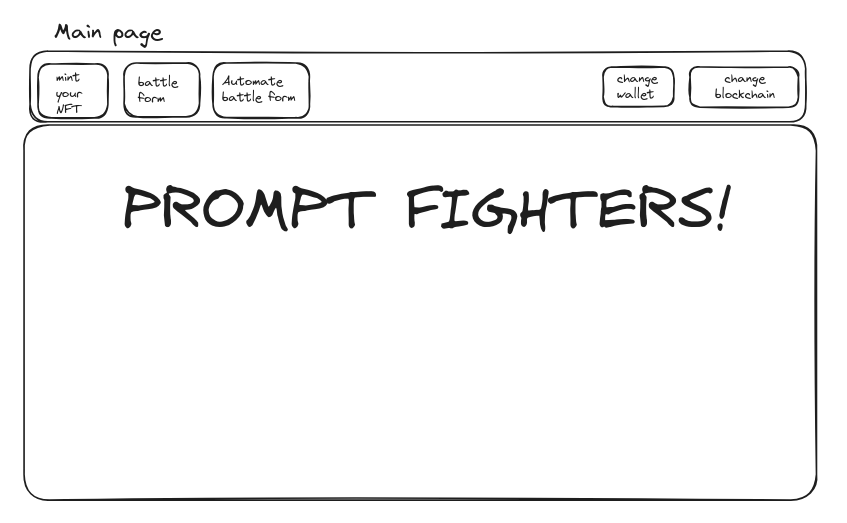 Main page
mint
your
NFT
battle
form
Automate
battle form
change
wallet
change
blockchain
PROMPT FIGHTERS!